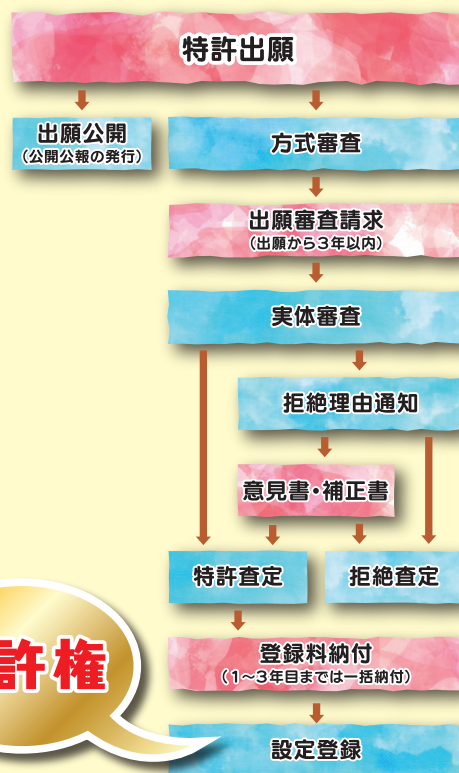 特許出願
出願公開
(公開公報の発行)
方式審査
出願審査請求
(出願から3年以内)
実体審査
拒絶理由通知
意見書・補正書
特許査定
拒絶査定
登録料納付
(1~3年目までは一括納付)
許権
設定登録